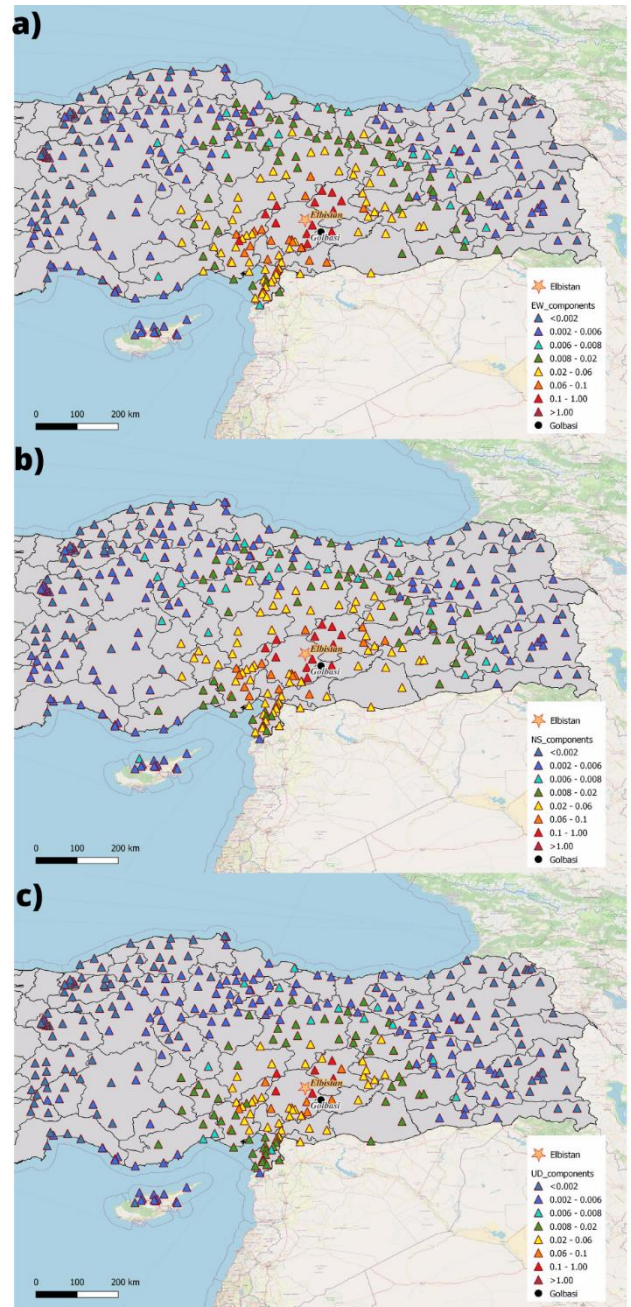 a)
Elbistan
Golbasi
Elbistan
EW_components
<0.002
0.002 - 0.006
0.006 - 0.008
0.008 - 0.02
0.02 - 0.06
0.06 - 0.1
0.1 - 1.00
>1.00
Golbasi
0 100 200 km
b)
Elbistan
Golbasi
Elbistan
NS_components
<0.002
0.002 - 0.006
0.006 - 0.008
0.008 - 0.02
0.02 - 0.06
0.06 - 0.1
0.1 - 1.00
>1.00
Golbasi
0 100 200 km
c)
Elbistan
Golbasi
Elbistan
UD_components
<0.002
0.002 - 0.006
0.006 - 0.008
0.008 - 0.02
0.02 - 0.06
0.06 - 0.1
0.1 - 1.00
>1.00
Golbasi
0 100 200 km